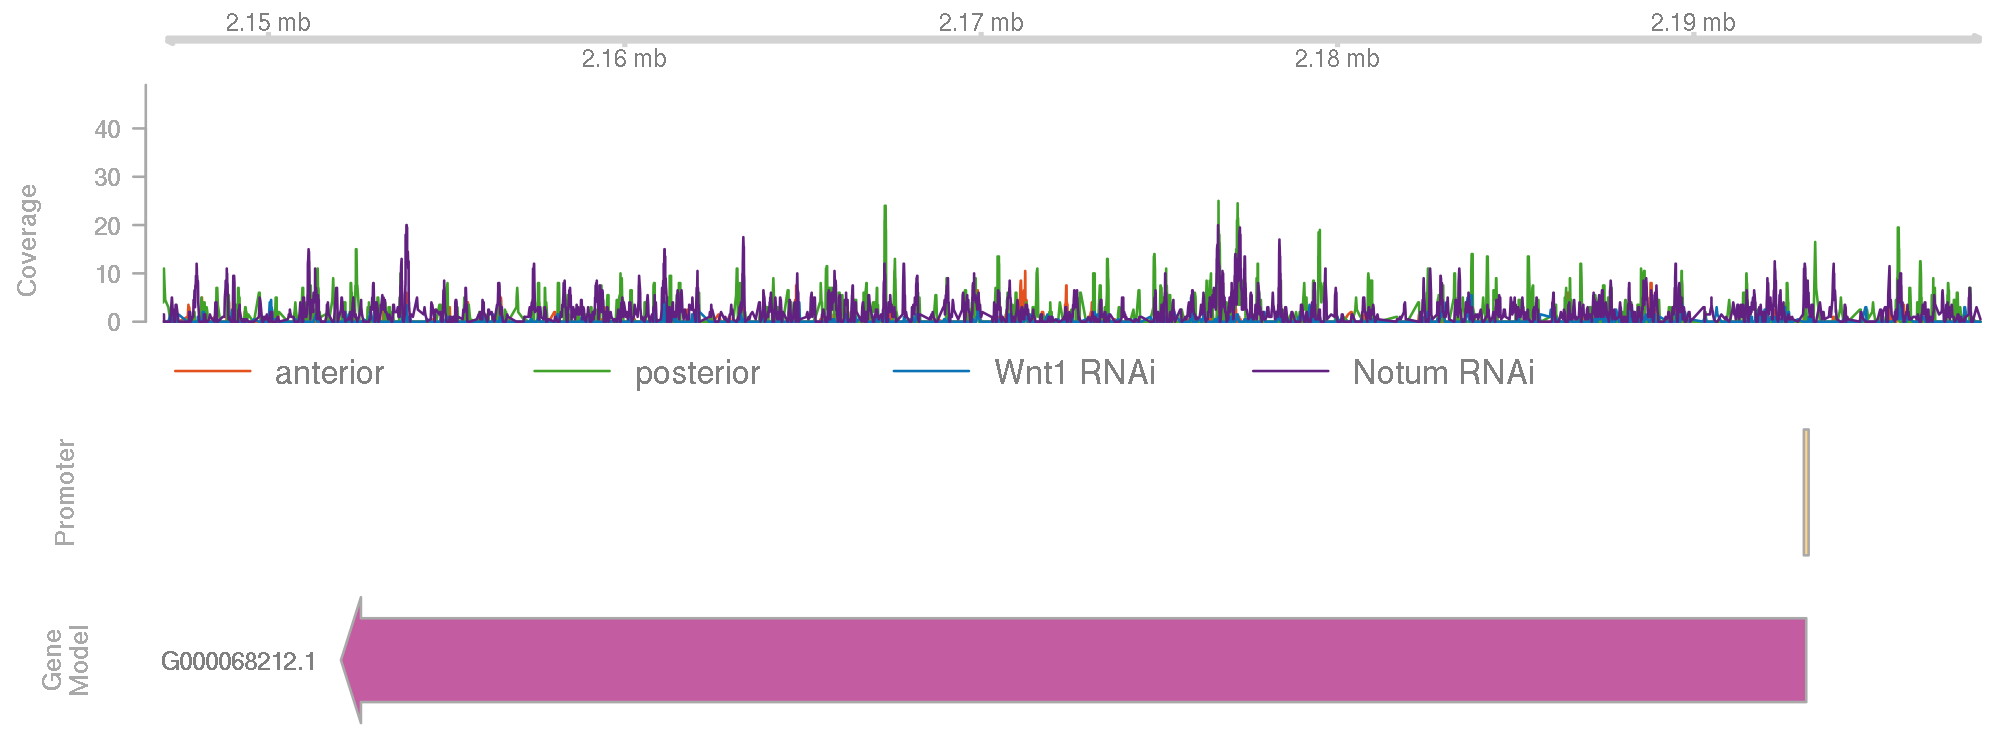 2.15 mb
2.17 mb
2.19 mb
2.16 mb
2.18 mb
Coverage
40
30
20
10
0
anterior
posterior
Wnt1 RNAi
Notum RNAi
Promoter
Gene
Model
G000068212.1